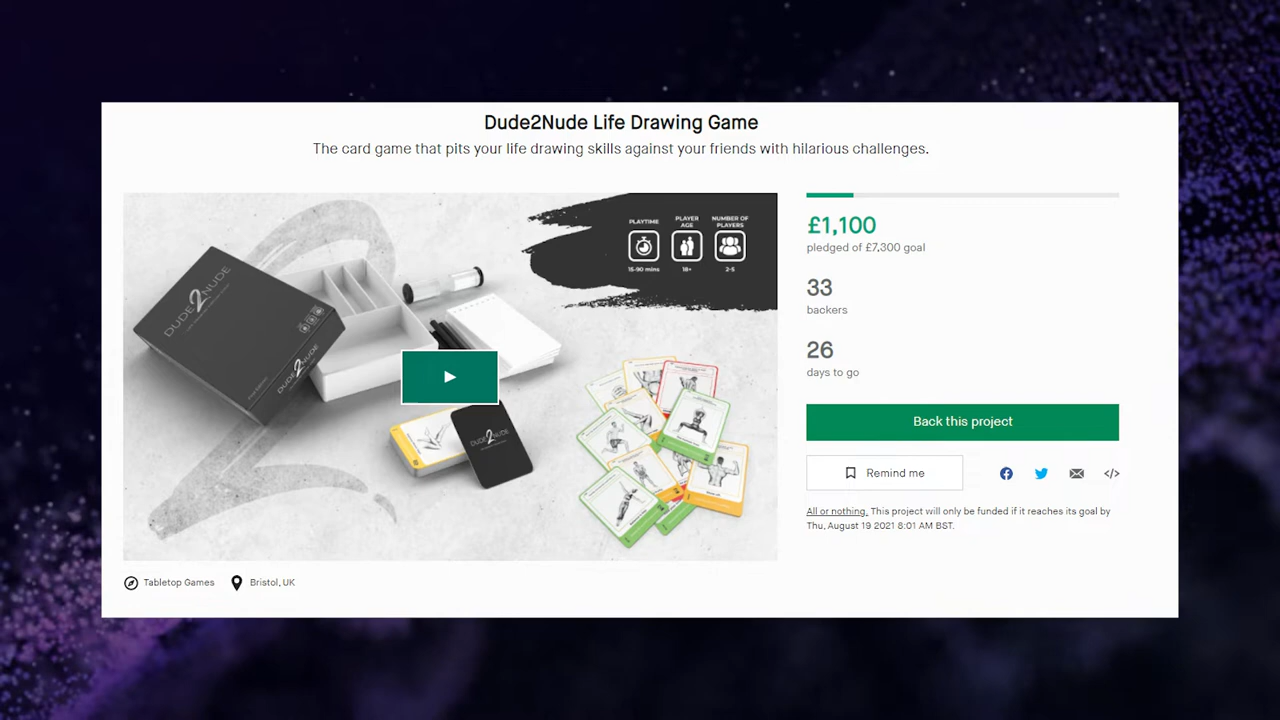 Dude2Nude Life Drawing Game
The card game that pits your life drawing skills against your friends with hilarious challenges.
PLAYTIME
PLAYER AGE
NUMBER OF PLAYERS
15-90 mins
18+
2-5
DUDE2NUDE
DUDE2NUDE
DUDE2NUDE
£1,100
pledged of £7,300 goal
33
backers
26
days to go
Back this project
Remind me
All or nothing. This project will only be funded if it reaches its goal by
Thu, August 19 2021 8:01 AM BST.
Tabletop Games
Bristol, UK